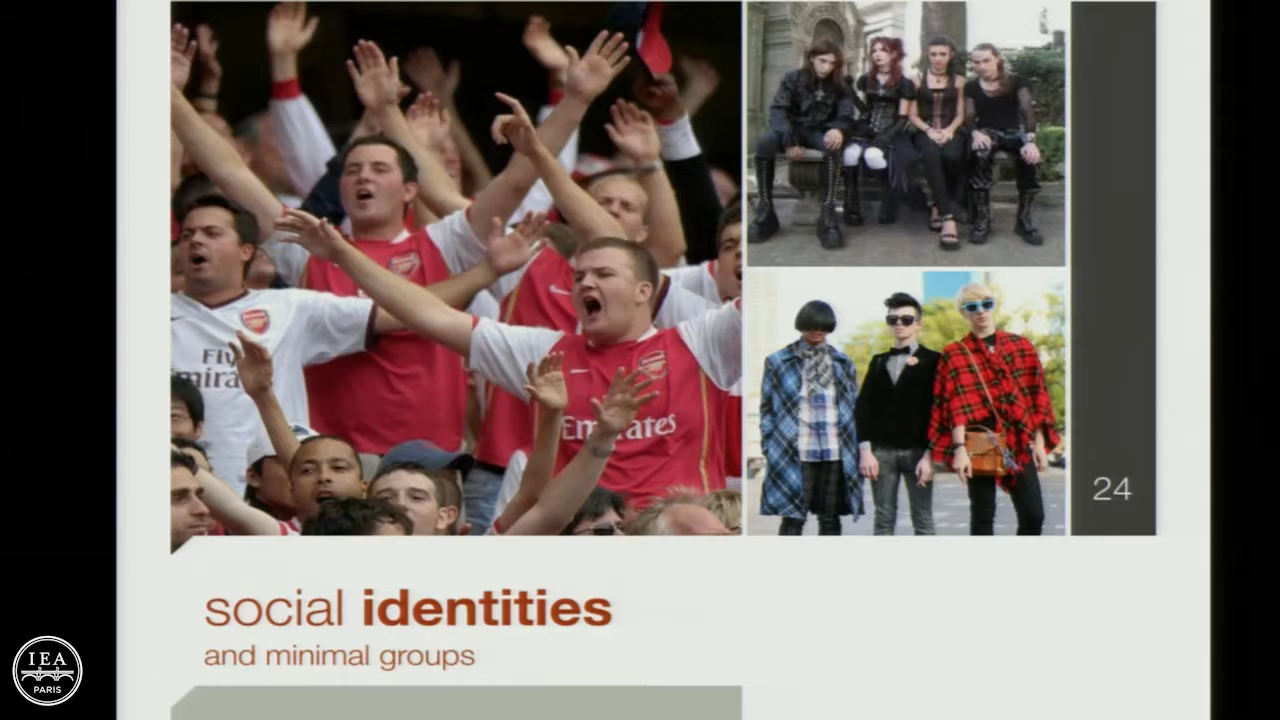 Fly
Emirates
Emirates
24
social identities
and minimal groups
IEA
PARIS